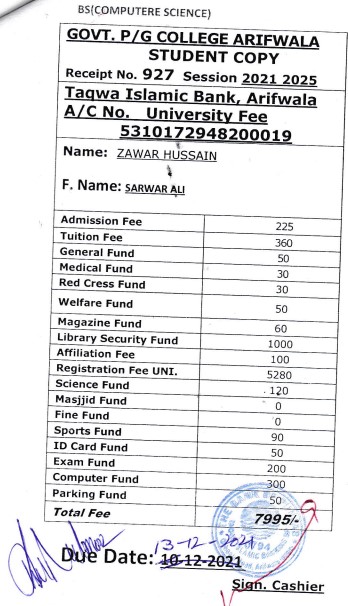 BS(COMPUTERE SCIENCE)
GOVT. P/G COLLEGE ARIFWALA
STUDENT COPY
Receipt No. 927 Session 2021 2025
Taqwa Islamic Bank, Arifwala
A/C No. University Fee
5310172948200019
Name: ZAWAR HUSSAIN
F. Name: SARWAR ALI
Admission Fee 225
Tuition Fee 360
General Fund 50
Medical Fund 30
Red Cress Fund 30
Welfare Fund 50
Magazine Fund 60
Library Security Fund 1000
Affiliation Fee 100
Registration Fee UNI. 5280
Science Fund 120
Masjjid Fund 0
Fine Fund 0
Sports Fund 90
ID Card Fund 50
Exam Fund 200
Computer Fund 300
Parking Fund 50
Total Fee 7995/-
13-12-2021
Due Date: 10-12-2021
Sign. Cashier